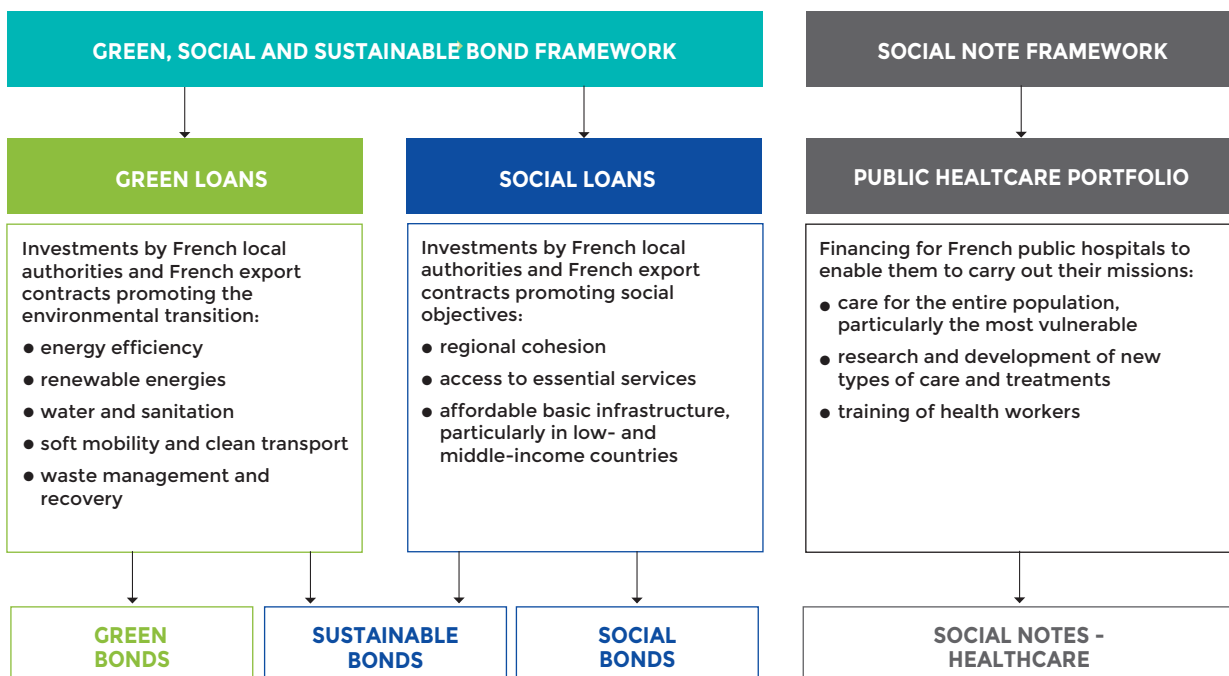 GREEN, SOCIAL AND SUSTAINABLE BOND FRAMEWORK
SOCIAL NOTE FRAMEWORK
GREEN LOANS
SOCIAL LOANS
PUBLIC HEALTCARE PORTFOLIO
Investments by French local
authorities and French export
contracts promoting the
environmental transition:
● energy efficiency
● renewable energies
● water and sanitation
● soft mobility and clean transport
● waste management and
recovery
Investments by French local
authorities and French export
contracts promoting social
objectives:
● regional cohesion
● access to essential services
● affordable basic infrastructure,
particularly in low- and
middle-income countries
Financing for French public hospitals to
enable them to carry out their missions:
● care for the entire population,
particularly the most vulnerable
● research and development of new
types of care and treatments
● training of health workers
GREEN
BONDS
SUSTAINABLE
BONDS
SOCIAL
BONDS
SOCIAL NOTES -
HEALTHCARE